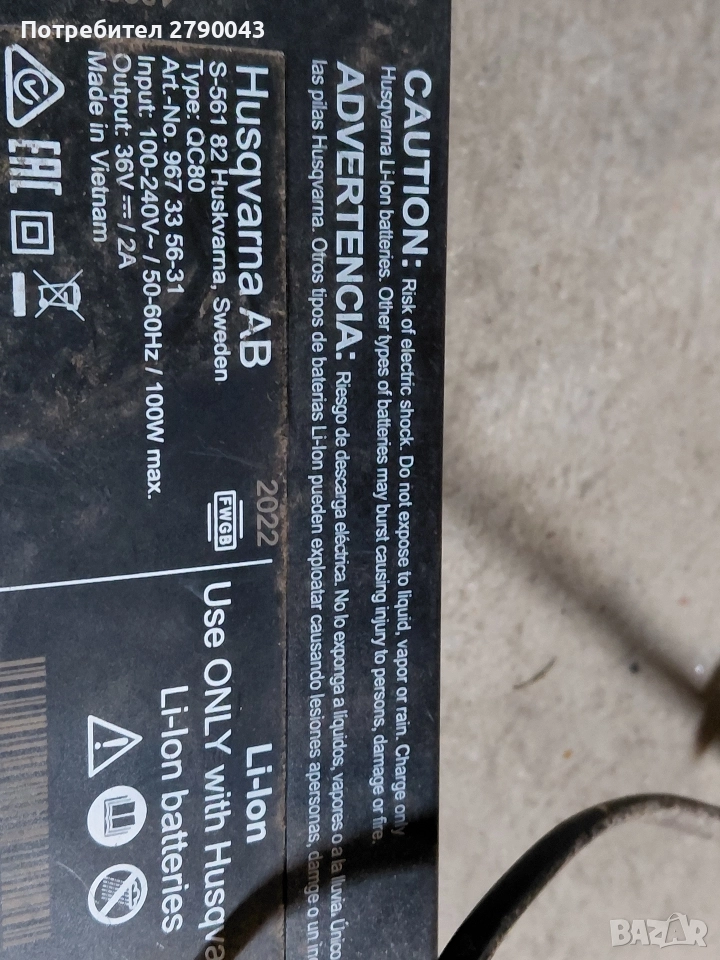 Потребител 2790043
CAUTION: Risk of electric shock. Do not expose to liquid, vapor or rain. Charge only
Husqvarna Li-Ion batteries. Other types of batteries may burst causing injury to persons, damage or fire.
ADVERTENCIA: Riesgo de descarga eléctrica. No lo exponga a líquidos, vapores o a la lluvia. Único
las pilas Husqvarna. Otros tipos de baterías Li-Ion pueden exploatar causando lesiones apersonas, damge o un
Husqvarna AB
S-561 82 Huskvarna, Sweden
Type: QC80
Art.-No. 967 33 56-31
Input: 100-240V~ / 50-60Hz / 100W max.
Output: 36V ⎓ / 2A
Made in Vietnam
EAC
2022
FWGB
Li-Ion
Use ONLY with Husqva
Li-Ion batteries
BAZAR